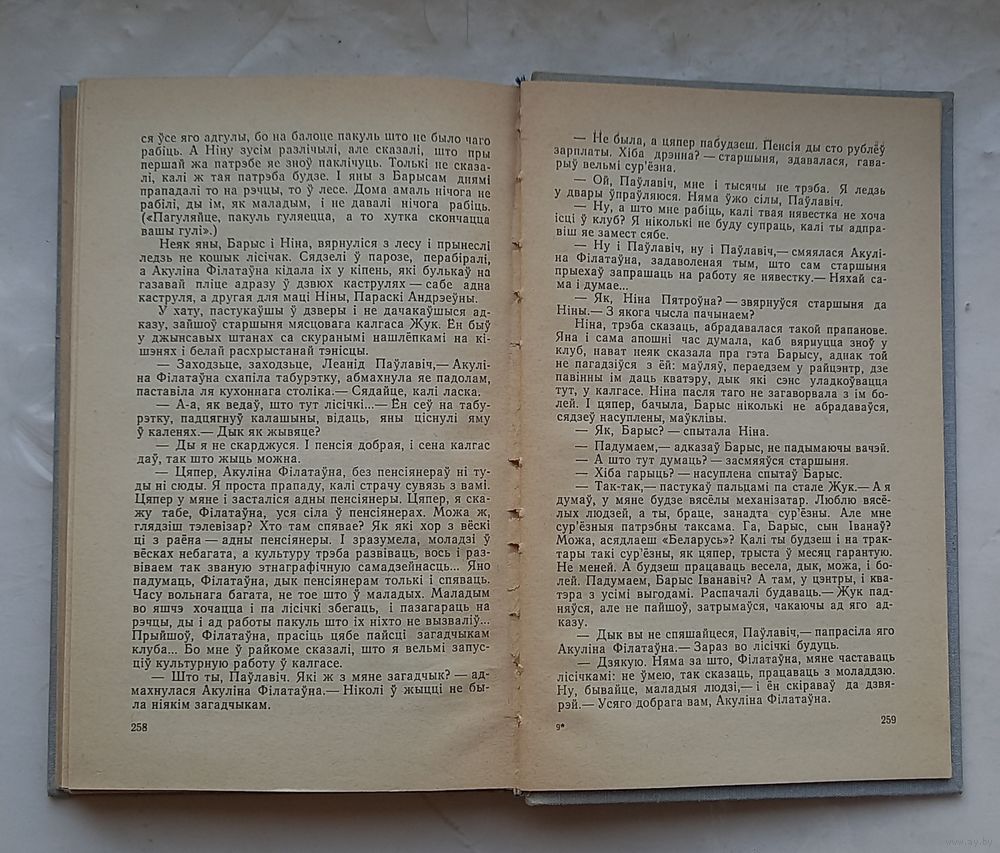 ся ўсе яго адгулы, бо на балоце пакуль што не было чаго
рабіць. А Ніну зусім разлічылі, але сказалі, што пры
першай жа патрэбе яе зноў паклічуць. Толькі не сказа-
лі, калі ж тая патрэба будзе. І яны з Барысам днямі
прападалі то на рэчцы, то ў лесе. Дома амаль нічога не
рабілі, ды ім, як маладым, і не давалі нічога рабіць.
(«Пагуляйце, пакуль гуляецца, а то хутка скончацца
вашы гулі».)
Неяк яны, Барыс і Ніна, вярнуліся з лесу і прынеслі
ледзь не кошык лісічак. Сядзелі ў парозе, перабіралі,
а Акуліна Філатаўна кідала іх у кіпень, які булькаў на
газавай пліце адразу ў дзвюх каструлях — сабе адна
каструля, а другая для маці Ніны, Параскі Андрэеўны.
У хату, пастукаўшы ў дзверы і не дачакаўшыся ад-
казу, зайшоў старшыня мясцовага калгаса Жук. Ён быў
у джынсавых штанах са скуранымі нашлёпкамі на кі-
шэнях і белай расхрыстанай тэнісцы.
— Заходзьце, заходзьце, Леанід Паўлавіч,— Акулі-
на Філатаўна схапіла табурэтку, абмахнула яе падолам,
паставіла ля кухоннага століка.— Сядайце, калі ласка.
— А-а, як ведаў, што тут лісічкі...— Ён сеў на табу-
рэтку, падцягнуў калашыны, відаць, яны ціснулі яму
ў каленях.— Дык як жывяце?
— Ды я не скарджуся. І пенсія добрая, і сена калгас
даў, так што жыць можна.
— Цяпер, Акуліна Філатаўна, без пенсіянераў ні ту-
ды ні сюды. Я проста прападу, калі страчу сувязь з вамі.
Цяпер у мяне і засталіся адны пенсіянеры. Цяпер, я ска-
жу табе, Філатаўна, уся сіла ў пенсіянерах. Можа ж,
глядзіш тэлевізар? Хто там спявае? Як які хор з вёскі
ці з раёна — адны пенсіянеры. І зразумела, моладзі ў
вёсках небагата, а культуру трэба развіваць, вось і раз-
віваем так званую этнаграфічную самадзейнасць... Яно
падумаць, Філатаўна, дык пенсіянерам толькі і спяваць.
Часу вольнага багата, не тое што ў маладых. Маладым
во яшчэ хочацца і па лісічкі збегаць, і пазагараць на
рэчцы, ды і ад работы пакуль што іх ніхто не вызваліў...
Прыйшоў, Філатаўна, прасіць цябе пайсці загадчыкам
клуба... Бо мне ў райкоме сказалі, што я вельмі запус-
ціў культурную работу ў калгасе.
— Што ты, Паўлавіч. Які ж з мяне загадчык? — ад-
махнулася Акуліна Філатаўна.— Ніколі ў жыцці не бы-
ла ніякім загадчыкам.
258
— Не была, а цяпер пабудзеш. Пенсія ды сто рублёў
зарплаты. Хіба дрэнна? — старшыня, здавалася, гава-
рыў вельмі сур'ёзна.
— Ой, Паўлавіч, мне і тысячы не трэба. Я ледзь
у двары ўпраўляюся. Няма ўжо сілы, Паўлавіч.
— Ну, а што мне рабіць, калі твая нявестка не хоча
ісці ў клуб? Я ніколькі не буду супраць, калі ты адпра-
віш яе замест сябе.
— Ну і Паўлавіч, ну і Паўлавіч,— смяялася Акулі-
на Філатаўна, задаволеная тым, што сам старшыня
прыехаў запрашаць на работу яе нявестку.— Няхай са-
ма і думае...
— Як, Ніна Пятроўна? — звярнуўся старшыня да
Ніны.— З якога чысла пачынаем?
Ніна, трэба сказаць, абрадавалася такой прапанове.
Яна і сама апошні час думала, каб вярнуцца зноў у
клуб, нават неяк сказала пра гэта Барысу, аднак той
не пагадзіўся з ёй: маўляў, пераедзем у райцэнтр, дзе
павінны ім даць кватэру, дык які сэнс уладкоўвацца
тут, у калгасе. Ніна пасля таго не загаворвала з ім бо-
лей. І цяпер, бачыла, Барыс ніколькі не абрадаваўся,
сядзеў насуплены, маўклівы.
— Як, Барыс? — спытала Ніна.
— Падумаем,— адказаў Барыс, не падымаючы вачэй.
— А што тут думаць? — засмяяўся старшыня.
— Хіба гарыць? — насуплена спытаў Барыс.
— Так-так,— пастукаў пальцамі па стале Жук.— А я
думаў, у мяне будзе вясёлы механізатар. Люблю вясё-
лых людзей, а ты, браце, занадта сур'ёзны. Але мне
сур'ёзныя патрэбны таксама. Га, Барыс, сын Іванаў?
Можа, асядлаеш «Беларусь»? Калі ты будзеш і на трак-
тары такі сур'ёзны, як цяпер, трыста ў месяц гарантую.
Не меней. А будзеш працаваць весела, дык, можа, і бо-
лей. Падумаем, Барыс Іванавіч? А там, у цэнтры, і ква-
тэра з усімі выгодамі. Распачалі будаваць.— Жук пад-
няўся, але не пайшоў, затрымаўся, чакаючы ад яго ад-
казу.
— Дык вы не спяшайцеся, Паўлавіч,— папрасіла яго
Акуліна Філатаўна.— Зараз во лісічкі будуць.
— Дзякую. Няма за што, Філатаўна, мяне частаваць
лісічкамі: не ўмею, так сказаць, працаваць з моладдзю.
Ну, бывайце, маладыя людзі,— і ён скіраваў да дзвя-
рэй.— Усяго добрага вам, Акуліна Філатаўна.
9*
259
www.ay.by